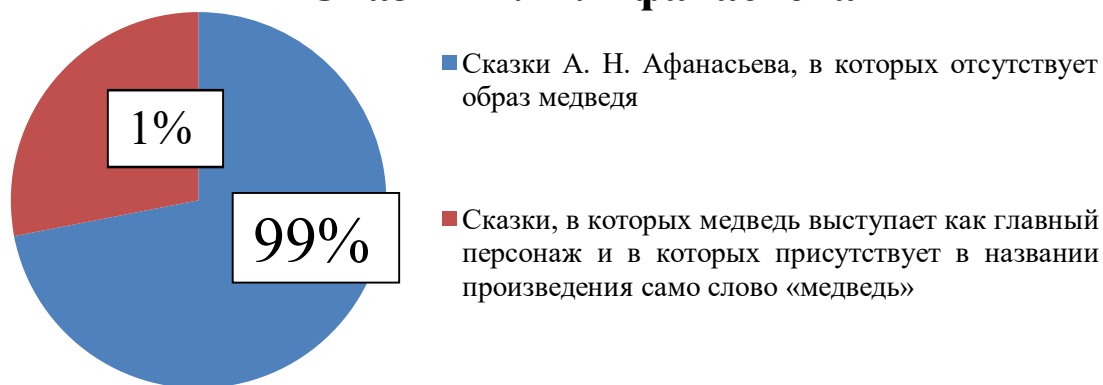 1%
99%
Сказки А. Н. Афанасьева, в которых отсутствует
образ медведя
Сказки, в которых медведь выступает как главный
персонаж и в которых присутствует в названии
произведения само слово «медведь»